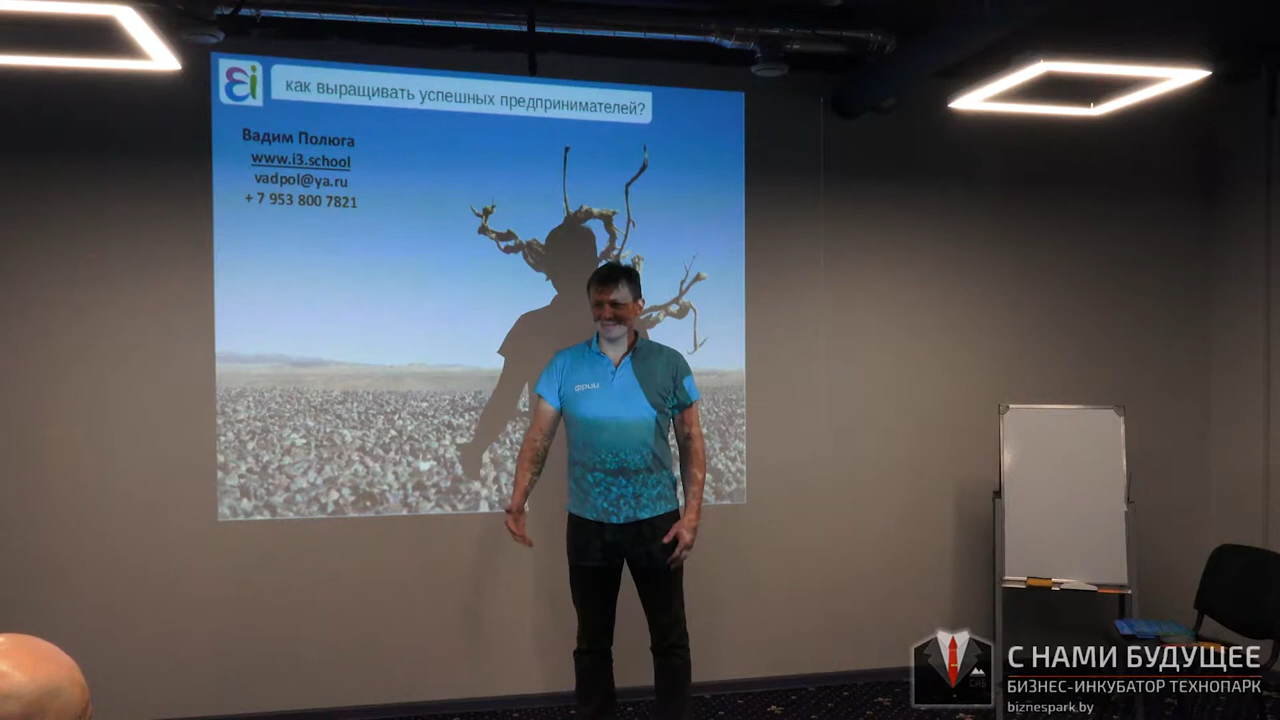 как выращивать успешных предпринимателей?
Вадим Полюга
www.i3.school
vadpol@ya.ru
+ 7 953 800 7821
фрии
С НАМИ БУДУЩЕЕ
БИЗНЕС-ИНКУБАТОР ТЕХНОПАРК
biznespark.by